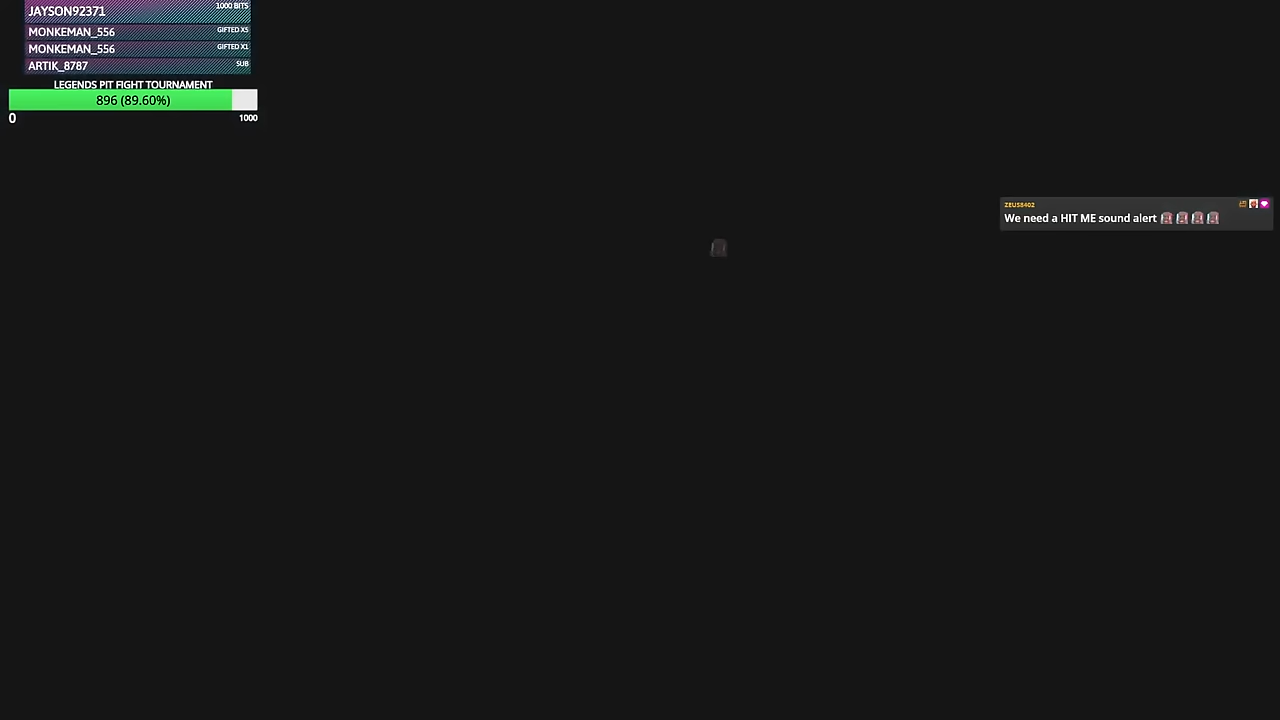 JAYSON92371 1000 BITS
MONKEMAN_556 GIFTED X5
MONKEMAN_556 GIFTED X1
ARTIK_8787 SUB
LEGENDS PIT FIGHT TOURNAMENT
896 (89.60%)
0 1000
ZEUS8402
We need a HIT ME sound alert